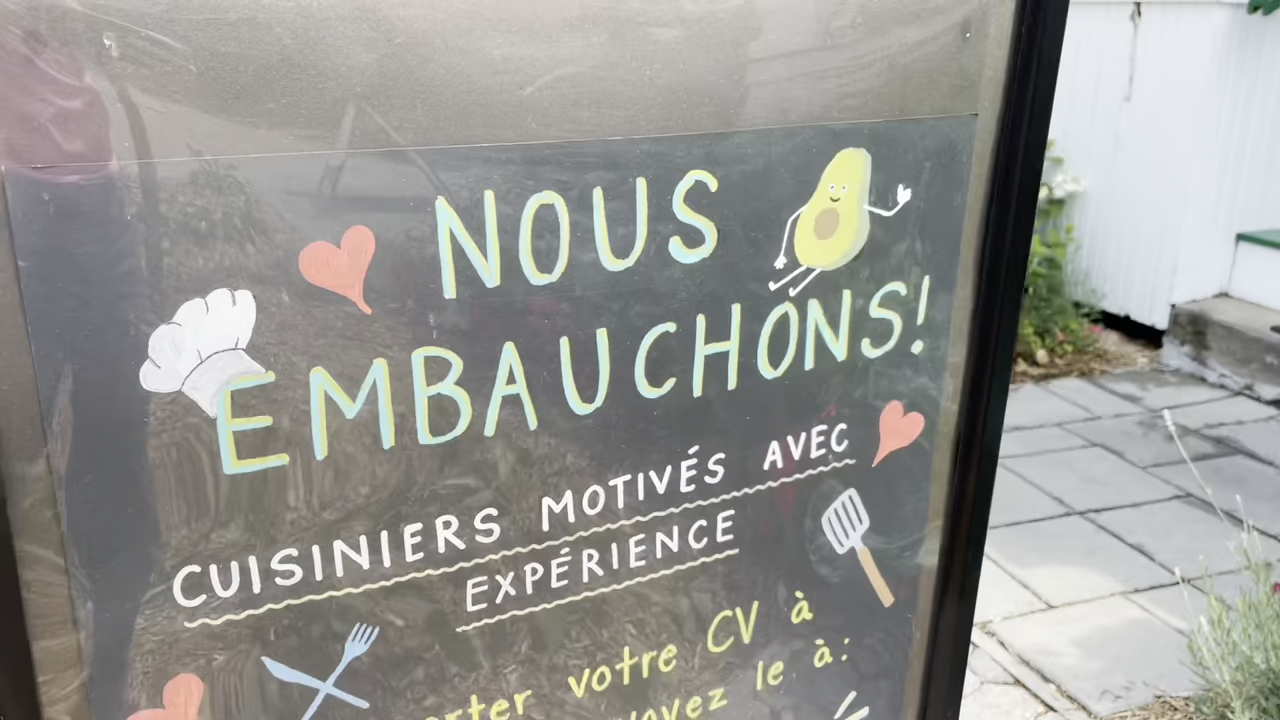 NOUS
EMBAUCHONS!
CUISINIERS MOTIVÉS AVEC
EXPÉRIENCE
votre CV à
le à: